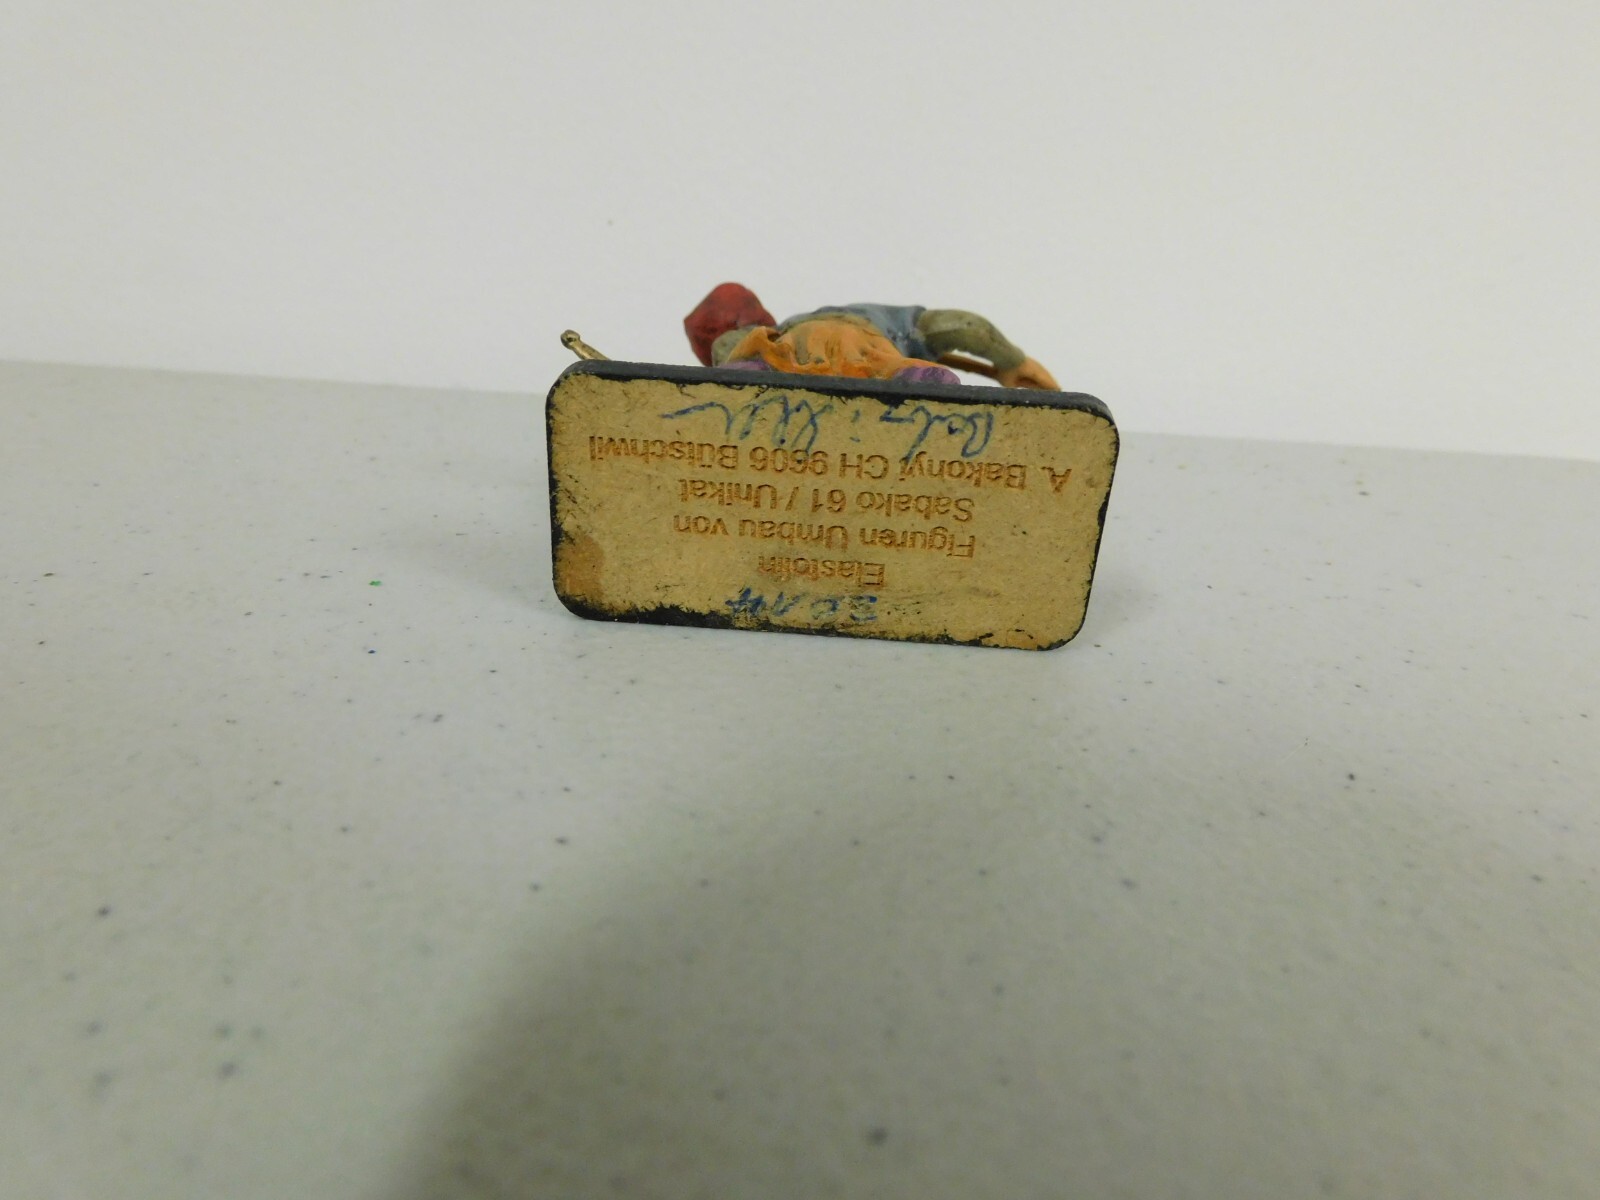 Elastolin
Figuren Umbau von
Sabako 61 / Unikat
A. Bakonyi CH 9606 Bütschwil